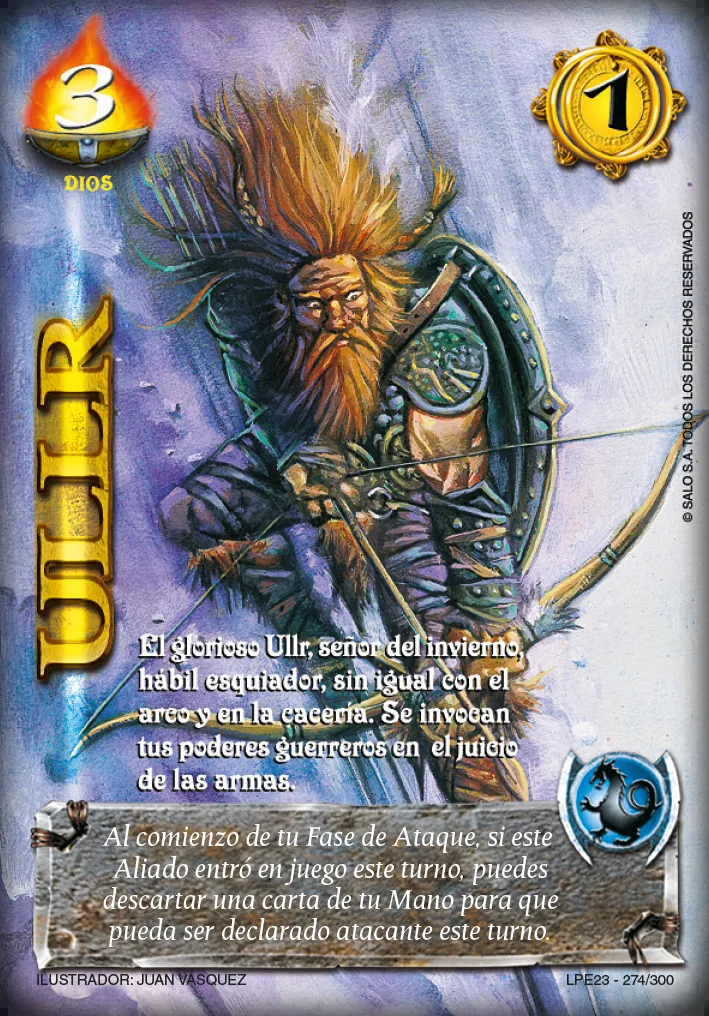 3
1
DIOS
ULLR
El glorioso Ullr, señor del invierno,
hábil esquiador, sin igual con el
arco y en la cacería. Se invocan
tus poderes guerreros en el juicio
de las armas.
Al comienzo de tu Fase de Ataque, si este
Aliado entró en juego este turno, puedes
descartar una carta de tu Mano para que
pueda ser declarado atacante este turno.
© SALO S.A. TODOS LOS DERECHOS RESERVADOS
ILUSTRADOR: JUAN VÁSQUEZ
LPE23 - 274/300